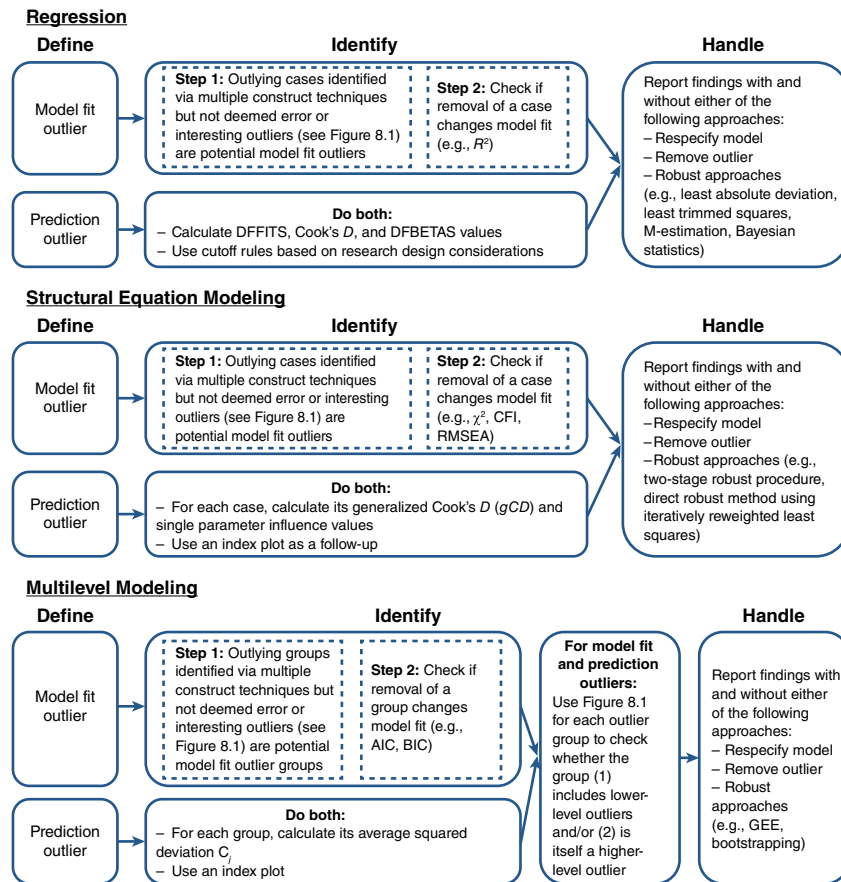 Regression
Define
Identify
Handle
Model fit
outlier
Step 1: Outlying cases identified
via multiple construct techniques
but not deemed error or
interesting outliers (see Figure 8.1)
are potential model fit outliers
Step 2: Check if
removal of a case
changes model fit
(e.g., R²)
Prediction
outlier
Do both:
– Calculate DFFITS, Cook's D, and DFBETAS values
– Use cutoff rules based on research design considerations
Report findings with and
without either of the
following approaches:
– Respecify model
– Remove outlier
– Robust approaches
(e.g., least absolute deviation,
least trimmed squares,
M-estimation, Bayesian
statistics)
Structural Equation Modeling
Define
Identify
Handle
Model fit
outlier
Step 1: Outlying cases identified
via multiple construct techniques
but not deemed error or interesting
outliers (see Figure 8.1) are
potential model fit outliers
Step 2: Check if
removal of a case
changes model fit
(e.g., χ², CFI,
RMSEA)
Prediction
outlier
Do both:
– For each case, calculate its generalized Cook's D (gCD) and
single parameter influence values
– Use an index plot as a follow-up
Report findings with and
without either of the
following approaches:
–Respecify model
–Remove outlier
–Robust approaches (e.g.,
two-stage robust procedure,
direct robust method using
iteratively reweighted least
squares)
Multilevel Modeling
Define
Identify
Handle
Model fit
outlier
Step 1: Outlying groups
identified via multiple
construct techniques but
not deemed error or
interesting outliers (see
Figure 8.1) are potential
model fit outlier groups
Step 2: Check if
removal of a
group changes
model fit (e.g.,
AIC, BIC)
Prediction
outlier
Do both:
– For each group, calculate its average squared
deviation Cj
– Use an index plot
For model fit
and prediction
outliers:
Use Figure 8.1
for each outlier
group to check
whether the
group (1)
includes lower-
level outliers
and/or (2) is
itself a higher-
level outlier
Report findings with
and without either
of the following
approaches:
– Respecify model
– Remove outlier
– Robust
approaches
(e.g., GEE,
bootstrapping)